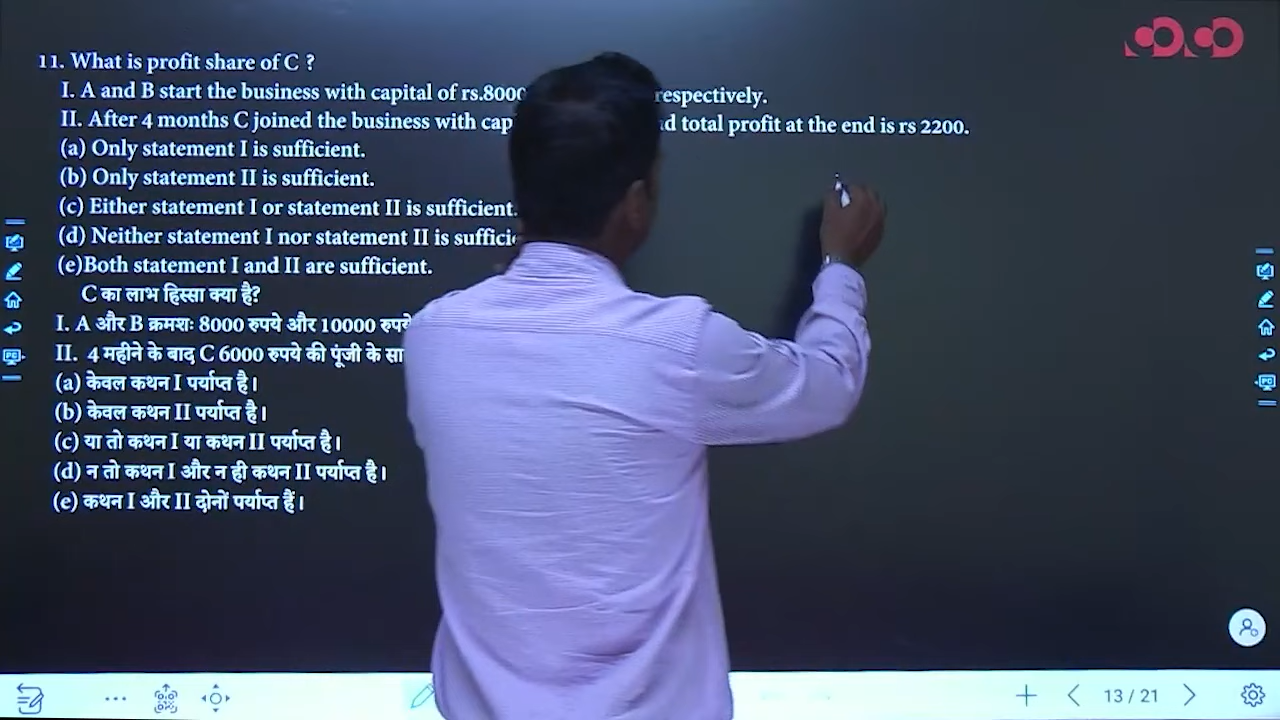 11. What is profit share of C ?
I. A and B start the business with capital of rs.8000 respectively.
II. After 4 months C joined the business with total profit at the end is rs 2200.
(a) Only statement I is sufficient.
(b) Only statement II is sufficient.
(c) Either statement I or statement II is sufficient.
(d) Neither statement I nor statement II is
(e)Both statement I and II are sufficient.
C का लाभ हिस्सा क्या है?
I. A और B क्रमशः 8000 रुपये और 10000 रुपये
II. 4 महीने के बाद C 6000 रुपये की पूंजी के
(a) केवल कथन I पर्याप्त है।
(b) केवल कथन II पर्याप्त है।
(c) या तो कथन I या कथन II पर्याप्त है।
(d) न तो कथन I और न ही कथन II पर्याप्त है।
(e) कथन I और II दोनों पर्याप्त हैं।
13 / 21